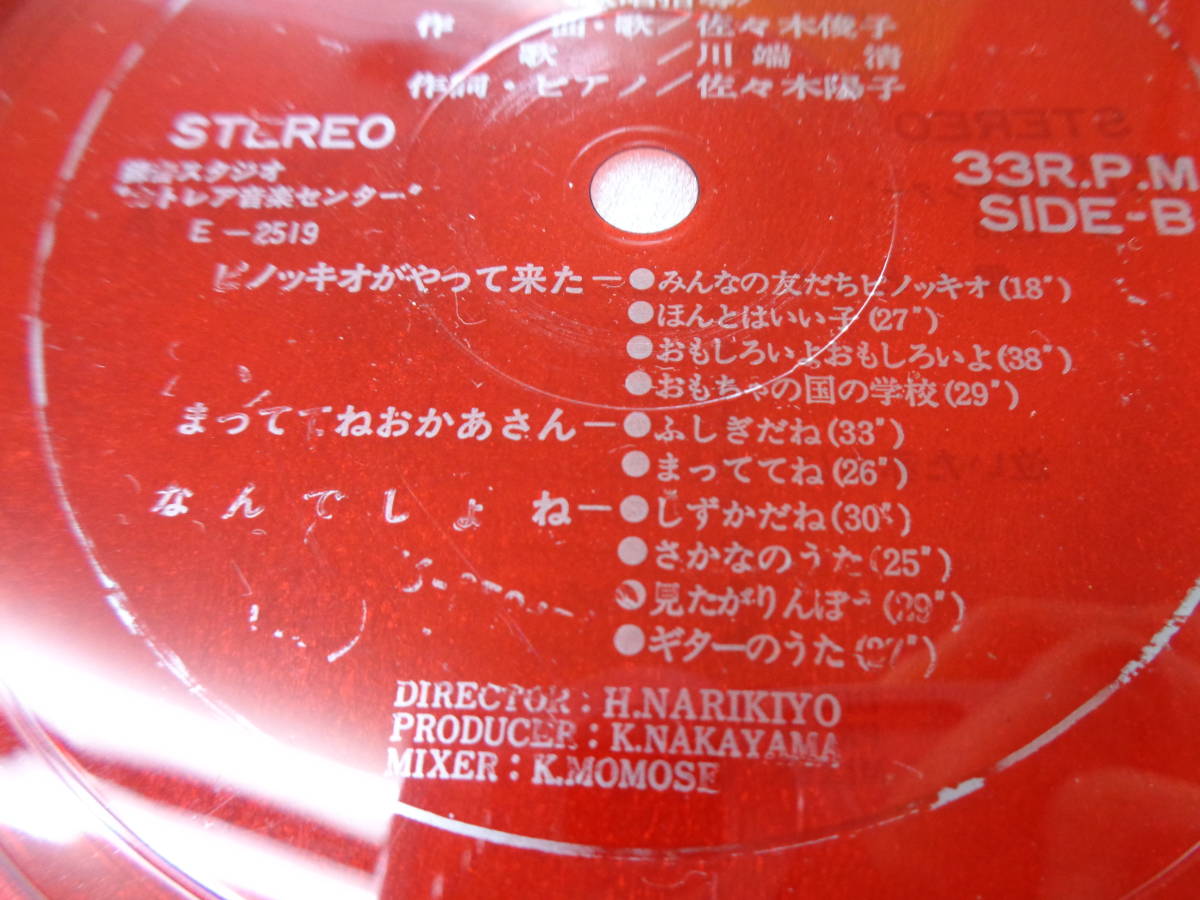 作 曲・歌／佐々木俊子
歌／川端 清
作詞・ピアノ／佐々木陽子
STEREO
スタジオ
トレア音楽センター"
E-2519
33R.P.M
SIDE-B
ピノッキオがやって来た－●みんなの友だちピノッキオ(18")
●ほんとはいい子(27")
●おもしろいよおもしろいよ(38")
●おもちゃの国の学校(29")
まっててねおかあさん－●ふしぎだね(33")
●まっててね(26")
なんでしょね－●しずかだね(30")
●さかなのうた(25")
●見たがりんぼう(29")
●ギターのうた(27")
DIRECTOR : H.NARIKIYO
PRODUCER : K.NAKAYAMA
MIXER : K.MOMOSE